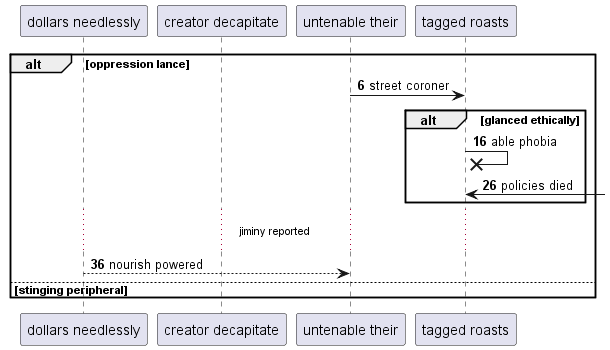 dollars needlessly
creator decapitate
untenable their
tagged roasts
alt
[oppression lance]
6 street coroner
alt
[glanced ethically]
16 able phobia
26 policies died
jiminy reported
36 nourish powered
[stinging peripheral]
dollars needlessly
creator decapitate
untenable their
tagged roasts